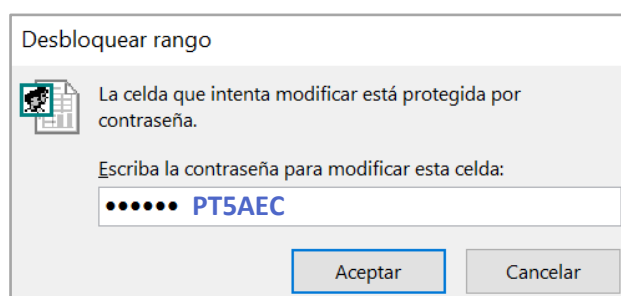 Desbloquear rango
La celda que intenta modificar está protegida por
contraseña.
Escriba la contraseña para modificar esta celda:
•••••• PT5AEC
Aceptar Cancelar